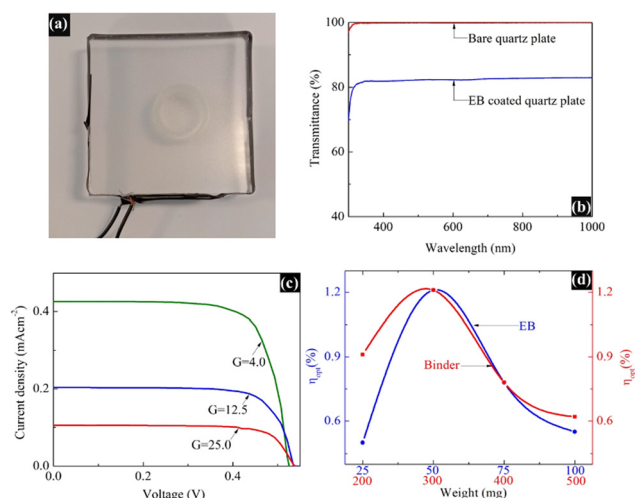 (a)
100
80
60
40
Transmittance (%)
Bare quartz plate
EB coated quartz plate
(b)
400 600 800 1000
Wavelength (nm)
(c)
0.4
0.2
0.0
Current density (mAcm⁻²)
G=4.0
G=12.5
G=25.0
0.0 0.2 0.4
Voltage (V)
(d)
1.2
0.9
0.6
ηopt(%)
EB
Binder
1.2
0.9
0.6
ηopt(%)
25 50 75 100
200 300 400 500
Weight (mg)